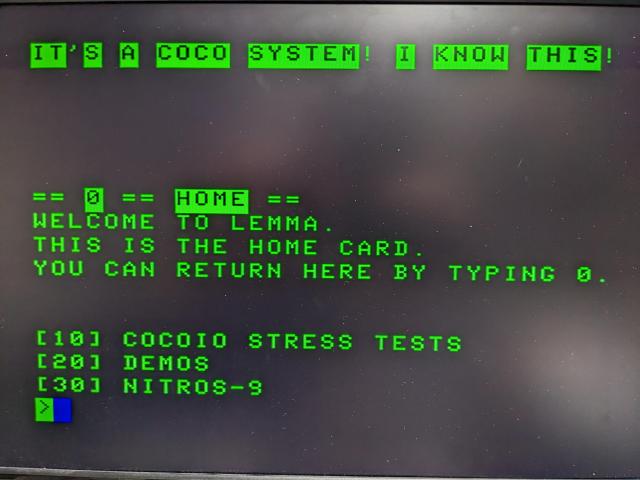 IT'S A COCO SYSTEM! I KNOW THIS!
== 0 == HOME ==
WELCOME TO LEMMA.
THIS IS THE HOME CARD.
YOU CAN RETURN HERE BY TYPING 0.
[10] COCOIO STRESS TESTS
[20] DEMOS
[30] NITROS-9
>